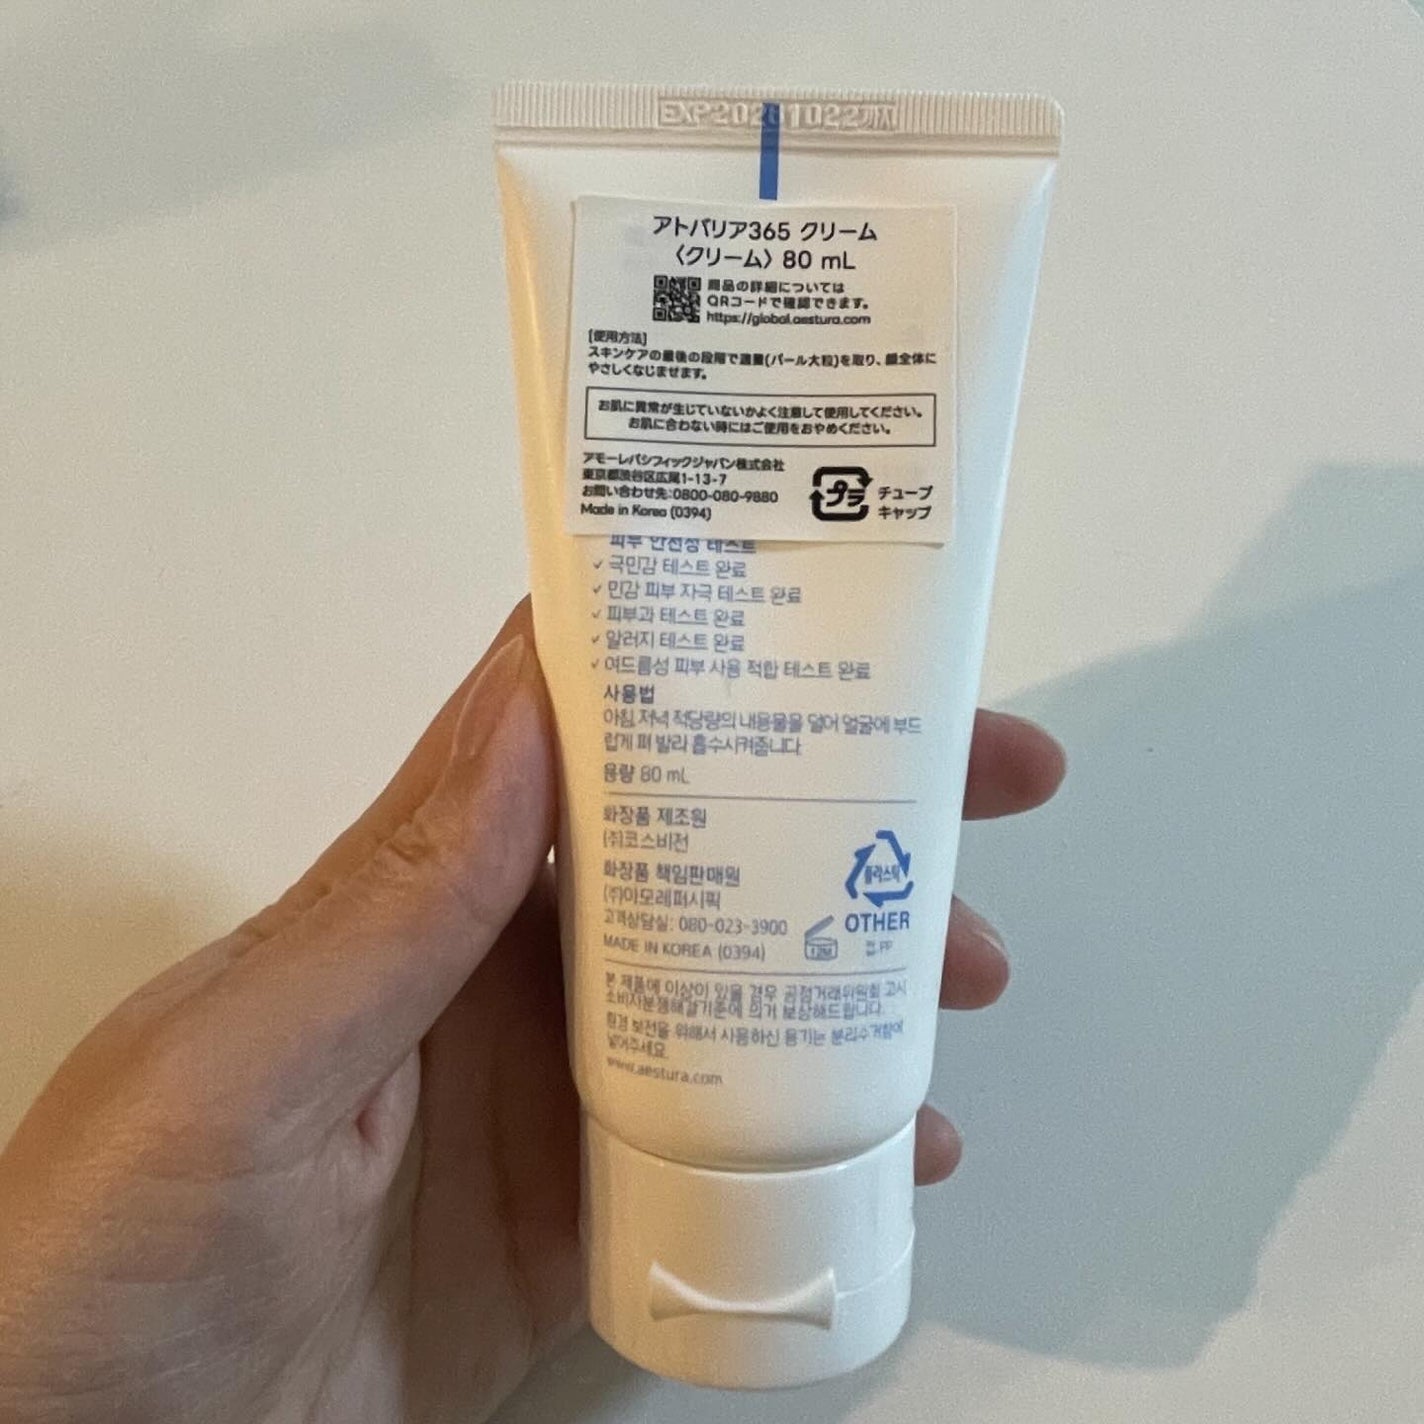 EXP20261022까지
アトバリア365 クリーム
〈クリーム〉 80 mL
商品の詳細については
QRコードで確認できます。
https://global.aestura.com
[使用方法]
スキンケアの最後の段階で適量(パール大粒)を取り、顔全体に
やさしくなじませます。
お肌に異常が生じていないかよく注意して使用してください。
お肌に合わない時にはご使用をおやめください。
アモーレパシフィックジャパン株式会社
東京都渋谷区広尾1-13-7
お問い合わせ先:0800-080-9880
Made in Korea (0394)
プラ
チューブ
キャップ
피부 안전성 테스트
✓ 극민감 테스트 완료
✓ 민감 피부 자극 테스트 완료
✓ 피부과 테스트 완료
✓ 알러지 테스트 완료
✓ 여드름성 피부 사용 적합 테스트 완료
사용법
아침, 저녁 적당량의 내용물을 덜어 얼굴에 부드
럽게 펴 발라 흡수시켜줍니다.
용량 80 mL
화장품 제조원
(주)코스비전
화장품 책임판매원
(주)아모레퍼시픽
고객상담실: 080-023-3900
MADE IN KOREA (0394)
12M
플라스틱
OTHER
캡:PP
본 제품에 이상이 있을 경우 공정거래위원회 고시
소비자분쟁해결기준에 의거 보상해드립니다.
환경 보전을 위해서 사용하신 용기는 분리수거함에
넣어주세요.
www.aestura.com